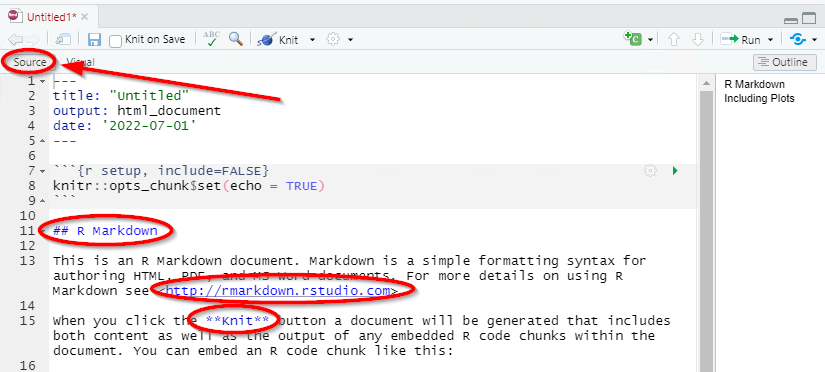 Untitled1*
Knit on Save ABC Knit Run
Source Visual Outline
1 ---
2 title: "Untitled"
3 output: html_document
4 date: '2022-07-01'
5 ---
6
7 ```{r setup, include=FALSE}
8 knitr::opts_chunk$set(echo = TRUE)
9 ```
10
11 ## R Markdown
12
13 This is an R Markdown document. Markdown is a simple formatting syntax for
authoring HTML, PDF, and MS Word documents. For more details on using R
Markdown see <http://rmarkdown.rstudio.com>.
14
15 When you click the **Knit** button a document will be generated that includes
both content as well as the output of any embedded R code chunks within the
document. You can embed an R code chunk like this:
16
R Markdown
Including Plots